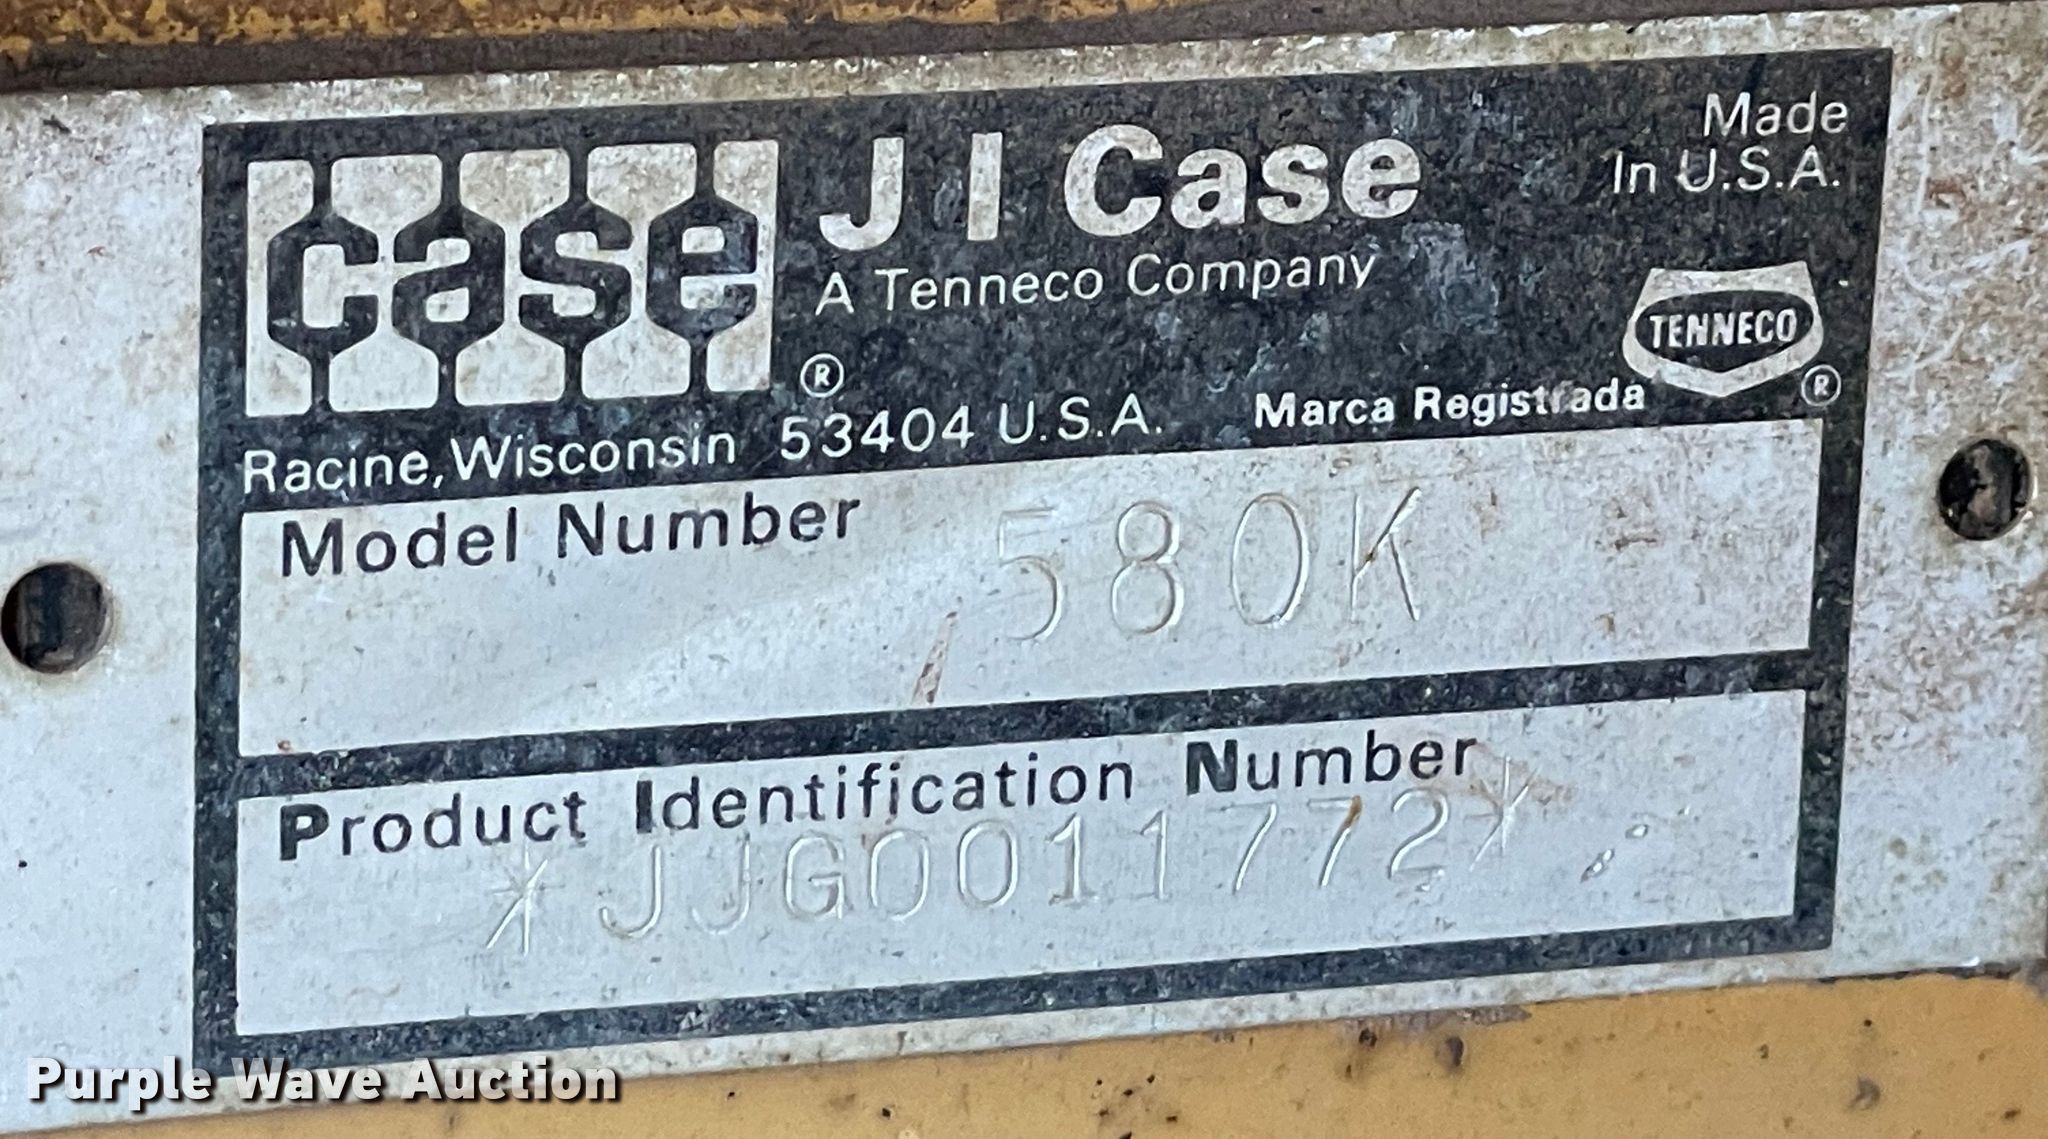 case ®
J I Case
A Tenneco Company
Made
In U.S.A.
TENNECO ®
Racine, Wisconsin 53404 U.S.A.
Marca Registrada
Model Number
580K
Product Identification Number
*JJG0011772*
Purple Wave Auction